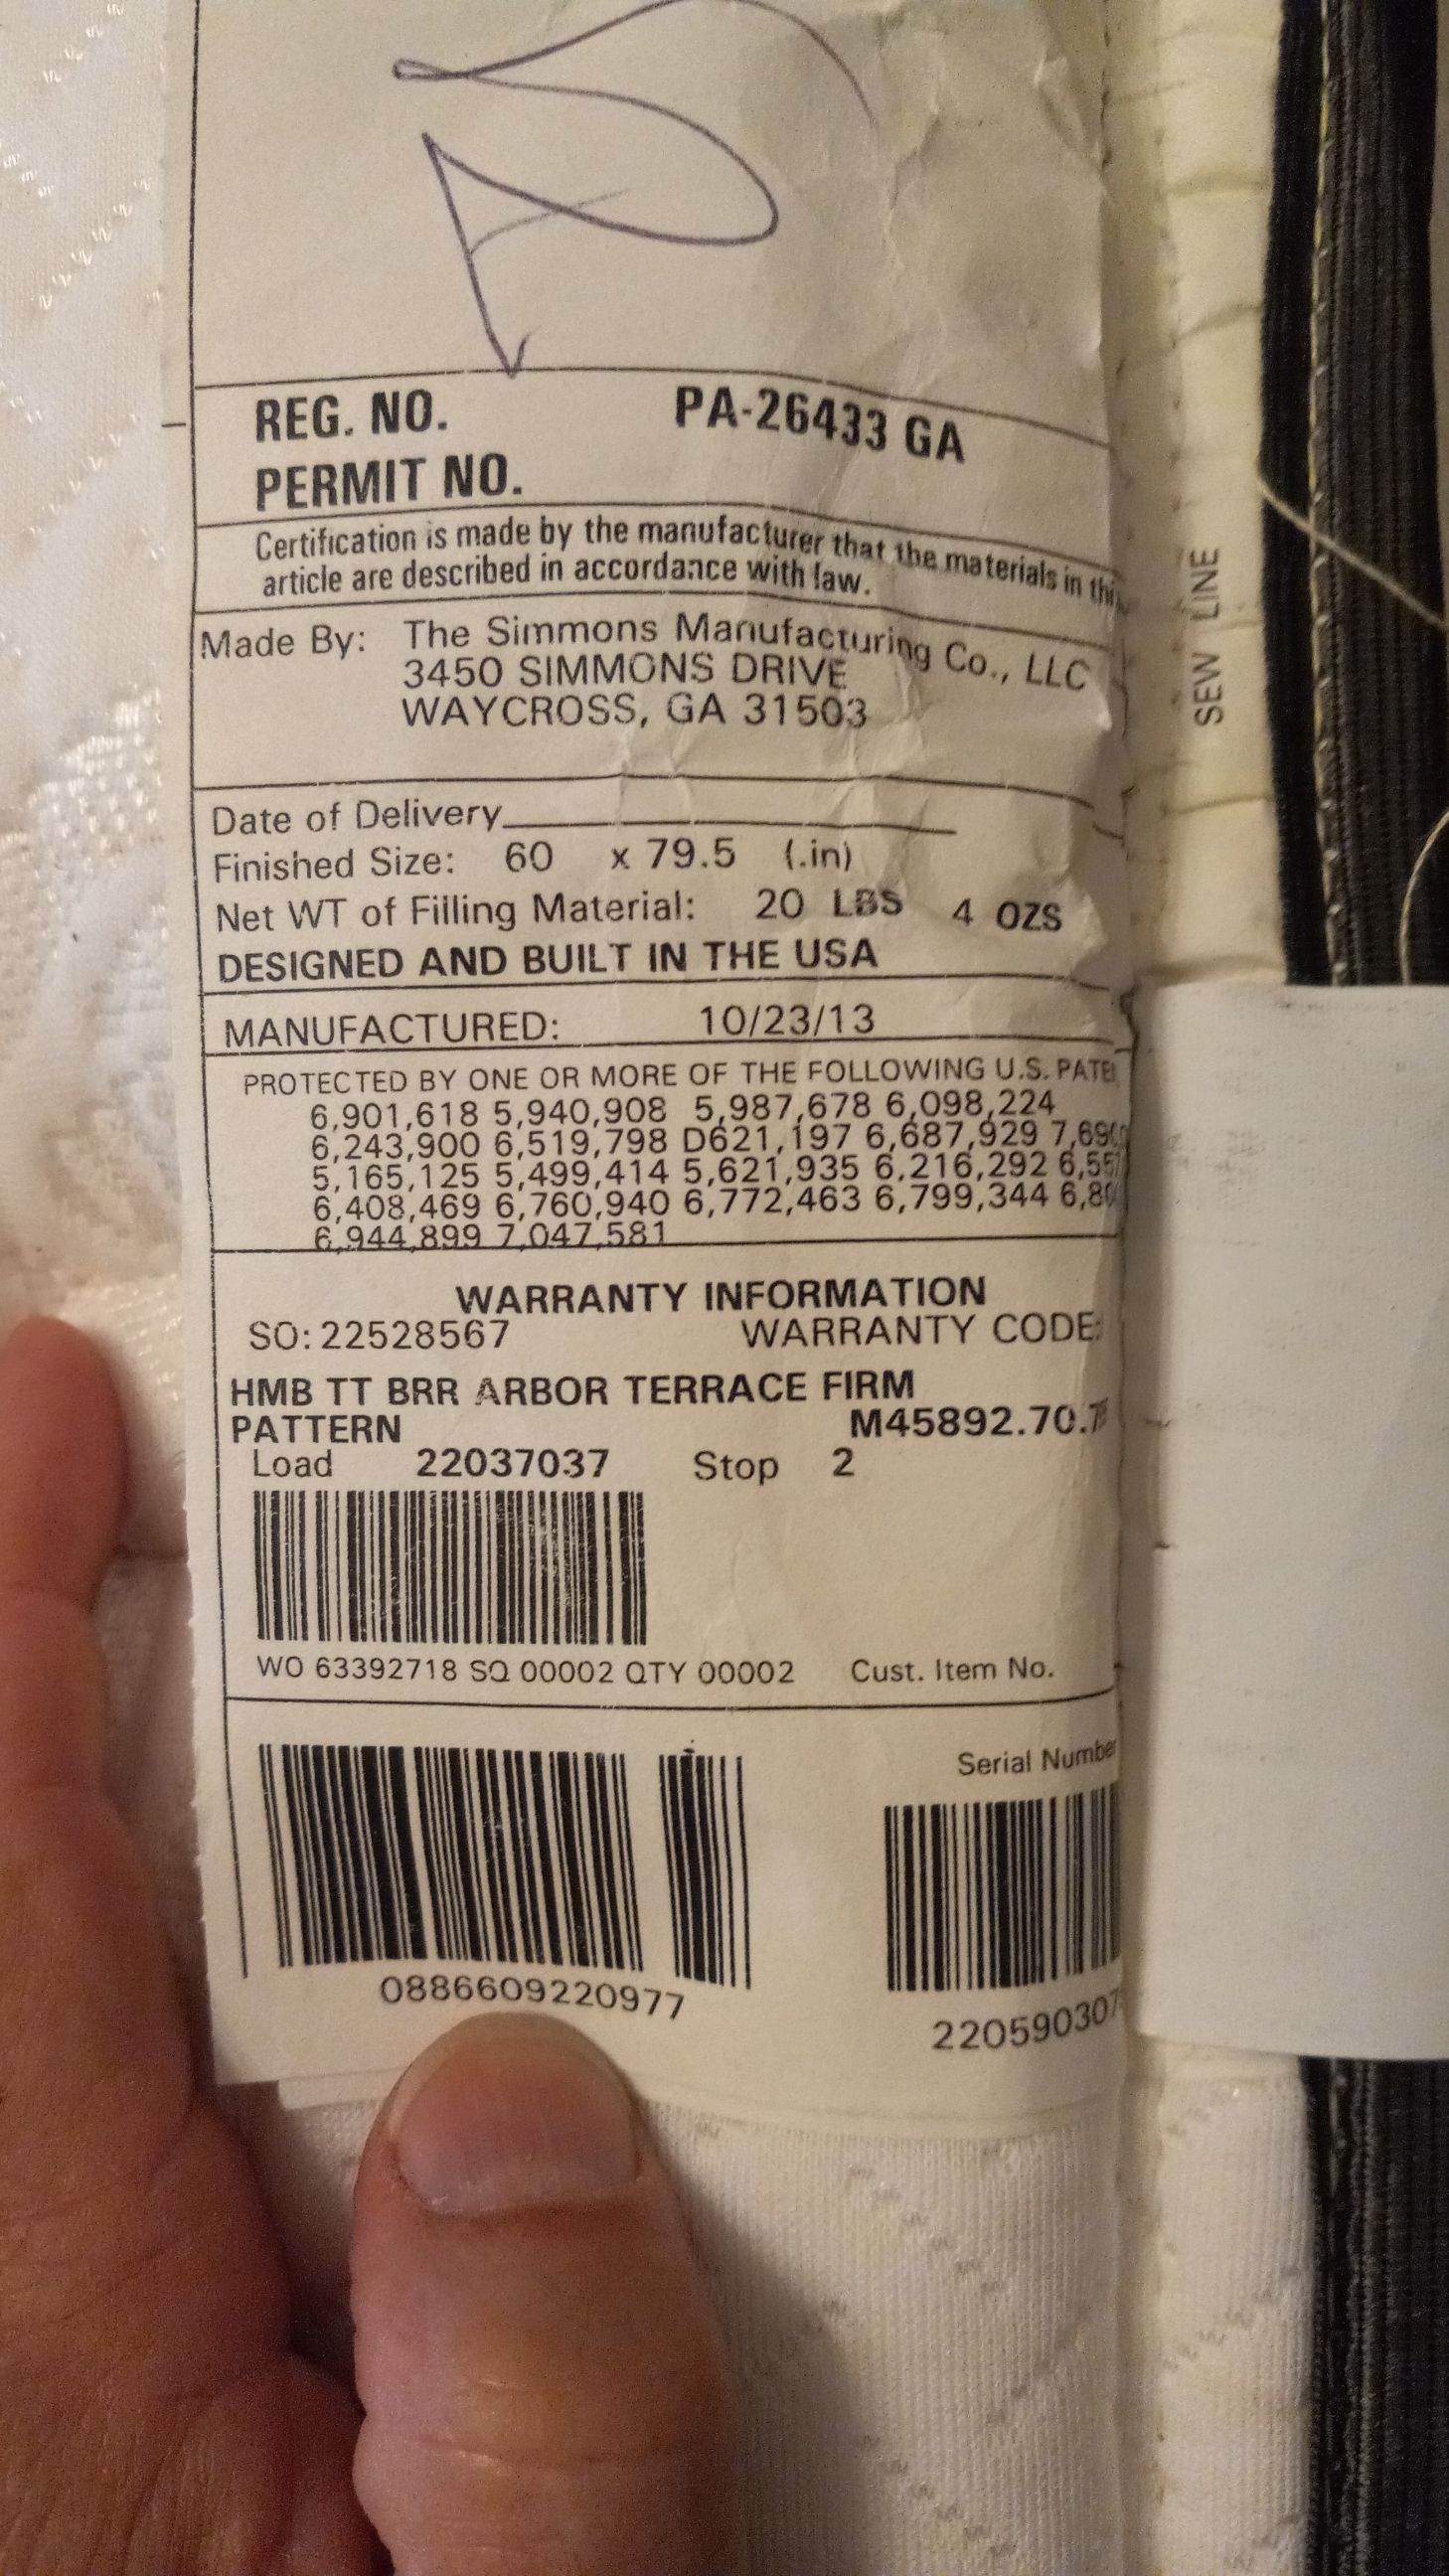 REG. NO. PA-26433 GA
PERMIT NO.
Certification is made by the manufacturer that the materials in
article are described in accordance with law.
Made By: The Simmons Manufacturing Co., LLC
3450 SIMMONS DRIVE
WAYCROSS, GA 31503
SEW LINE
Date of Delivery
Finished Size: 60 x 79.5 (.in)
Net WT of Filling Material: 20 LBS 4 OZS
DESIGNED AND BUILT IN THE USA
MANUFACTURED: 10/23/13
PROTECTED BY ONE OR MORE OF THE FOLLOWING U.S.
6,901,618 5,940,908 5,987,678 6,098,224
6,243,900 6,519,798 D621,197 6,687,929
5,165,125 5,499,414 5,621,935 6,216,292
6,408,469 6,760,940 6,772,463 6,799,344
6,944,899 7,047,581
WARRANTY INFORMATION
SO: 22528567 WARRANTY CODE:
HMB TT BRR ARBOR TERRACE FIRM
PATTERN M45892.70.
Load 22037037 Stop 2
WO 63392718 SQ 00002 QTY 00002 Cust. Item No.
Serial Number
0886609220977
220590307